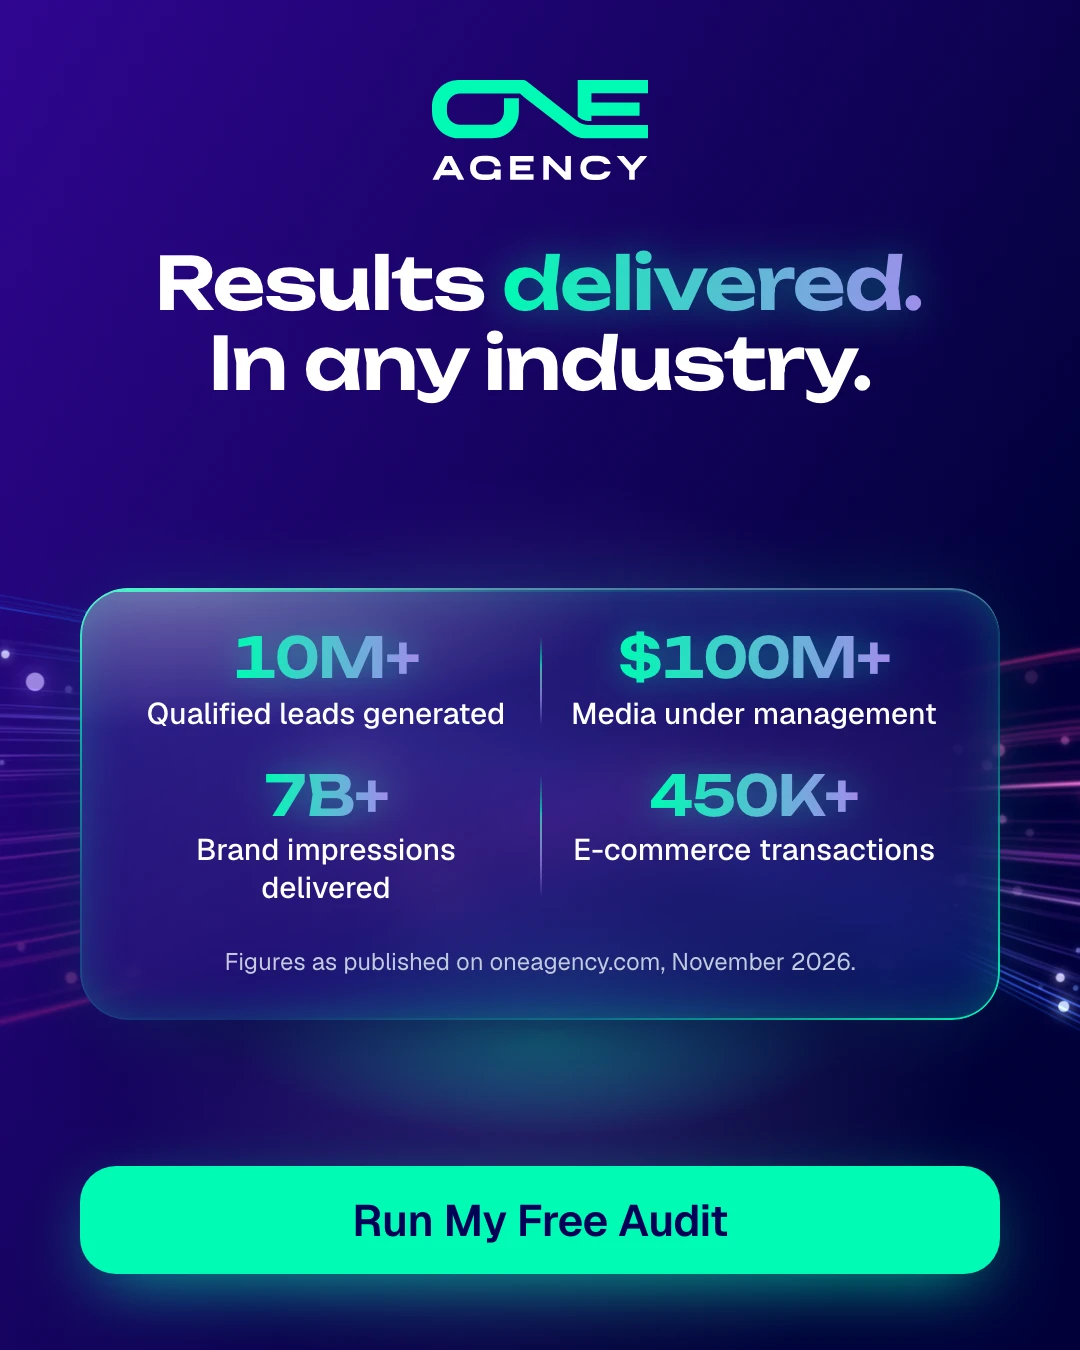 ONE
AGENCY
Results delivered.
In any industry.
10M+
Qualified leads generated
$100M+
Media under management
7B+
Brand impressions
delivered
450K+
E-commerce transactions
Figures as published on oneagency.com, November 2026.
Run My Free Audit